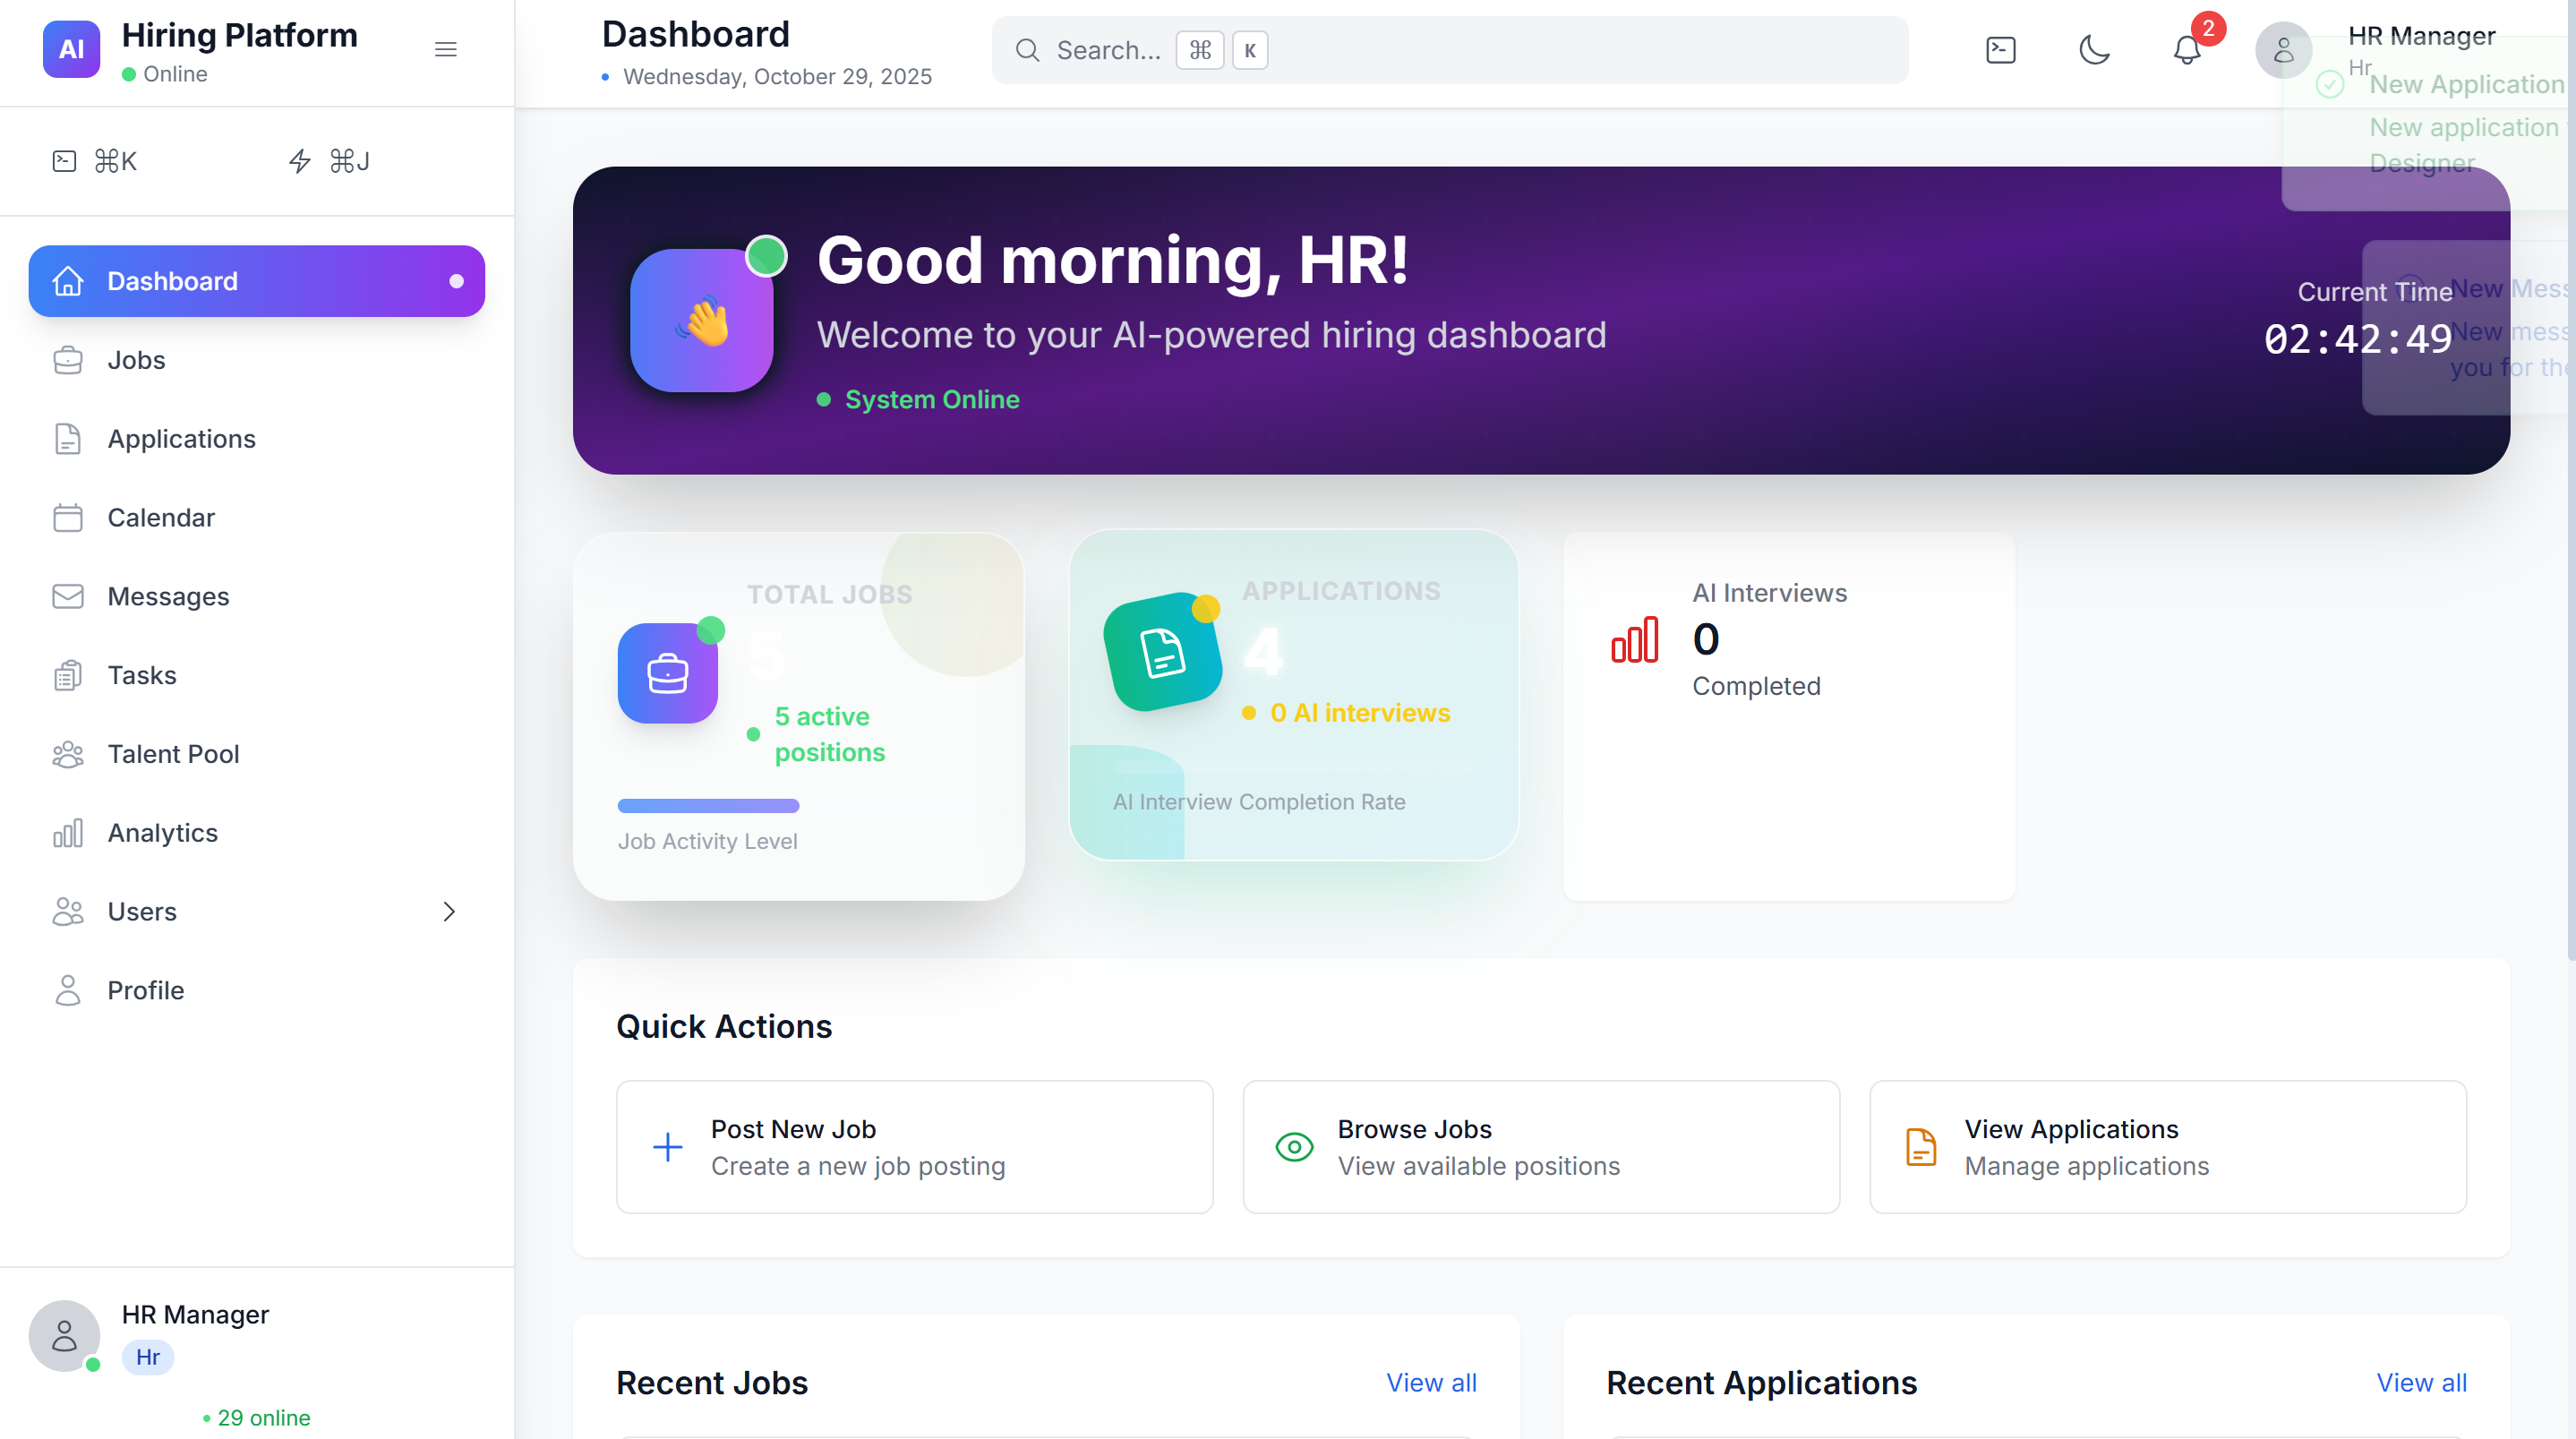 AI
Hiring Platform
Online
⌘K
⌘J
Dashboard
Jobs
Applications
Calendar
Messages
Tasks
Talent Pool
Analytics
Users
Profile
HR Manager
Hr
29 online
Dashboard
Wednesday, October 29, 2025
Search... ⌘ K
2
HR Manager
Hr
New Application
New application
Designer
Good morning, HR!
Welcome to your AI-powered hiring dashboard
System Online
Current Time
02:42:49
New Mess
New mess
you for the
TOTAL JOBS
5
5 active
positions
Job Activity Level
APPLICATIONS
4
0 AI interviews
AI Interview Completion Rate
AI Interviews
0
Completed
Quick Actions
Post New Job
Create a new job posting
Browse Jobs
View available positions
View Applications
Manage applications
Recent Jobs
View all
Recent Applications
View all